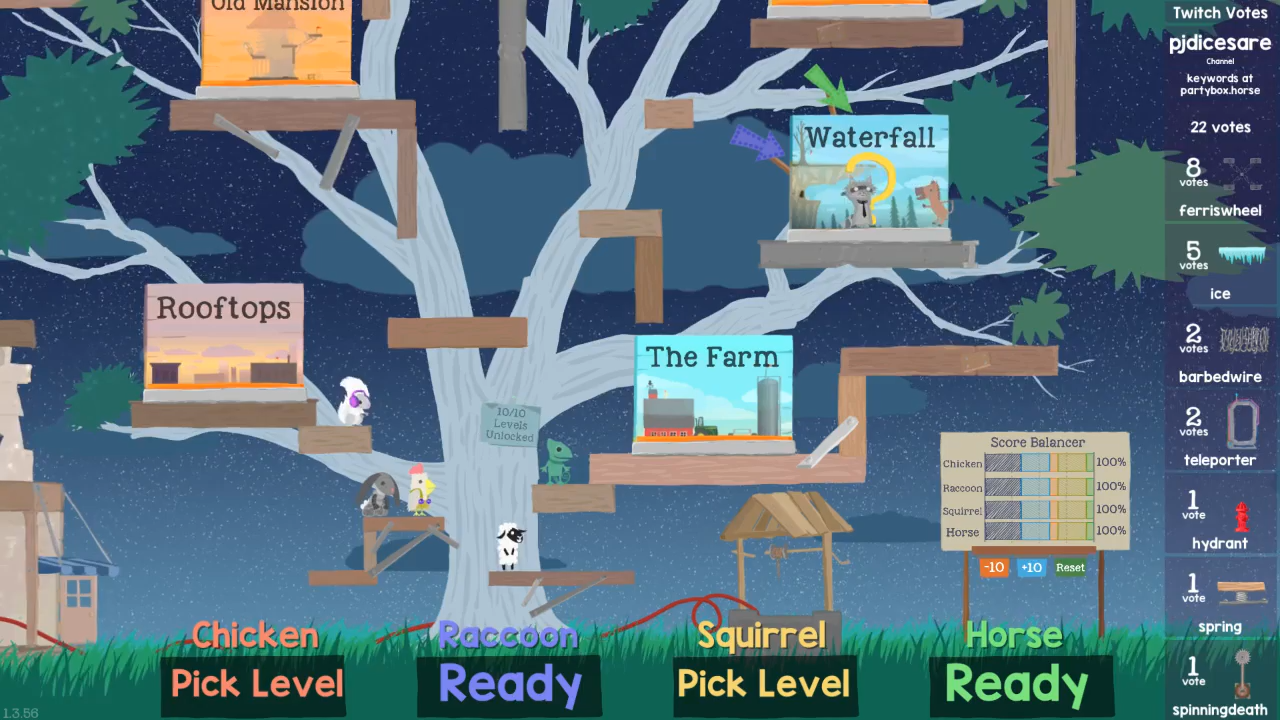 Old Mansion
Waterfall
?
Rooftops
The Farm
10/10
Levels
Unlocked
Score Balancer
Chicken 100%
Raccoon 100%
Squirrel 100%
Horse 100%
-10 +10 Reset
Chicken
Pick Level
Raccoon
Ready
Squirrel
Pick Level
Horse
Ready
1.3.56
Twitch Votes
pjdicesare
Channel
keywords at
partybox.horse
22 votes
8
votes
ferriswheel
5
votes
ice
2
votes
barbedwire
2
votes
teleporter
1
vote
hydrant
1
vote
spring
1
vote
spinningdeath